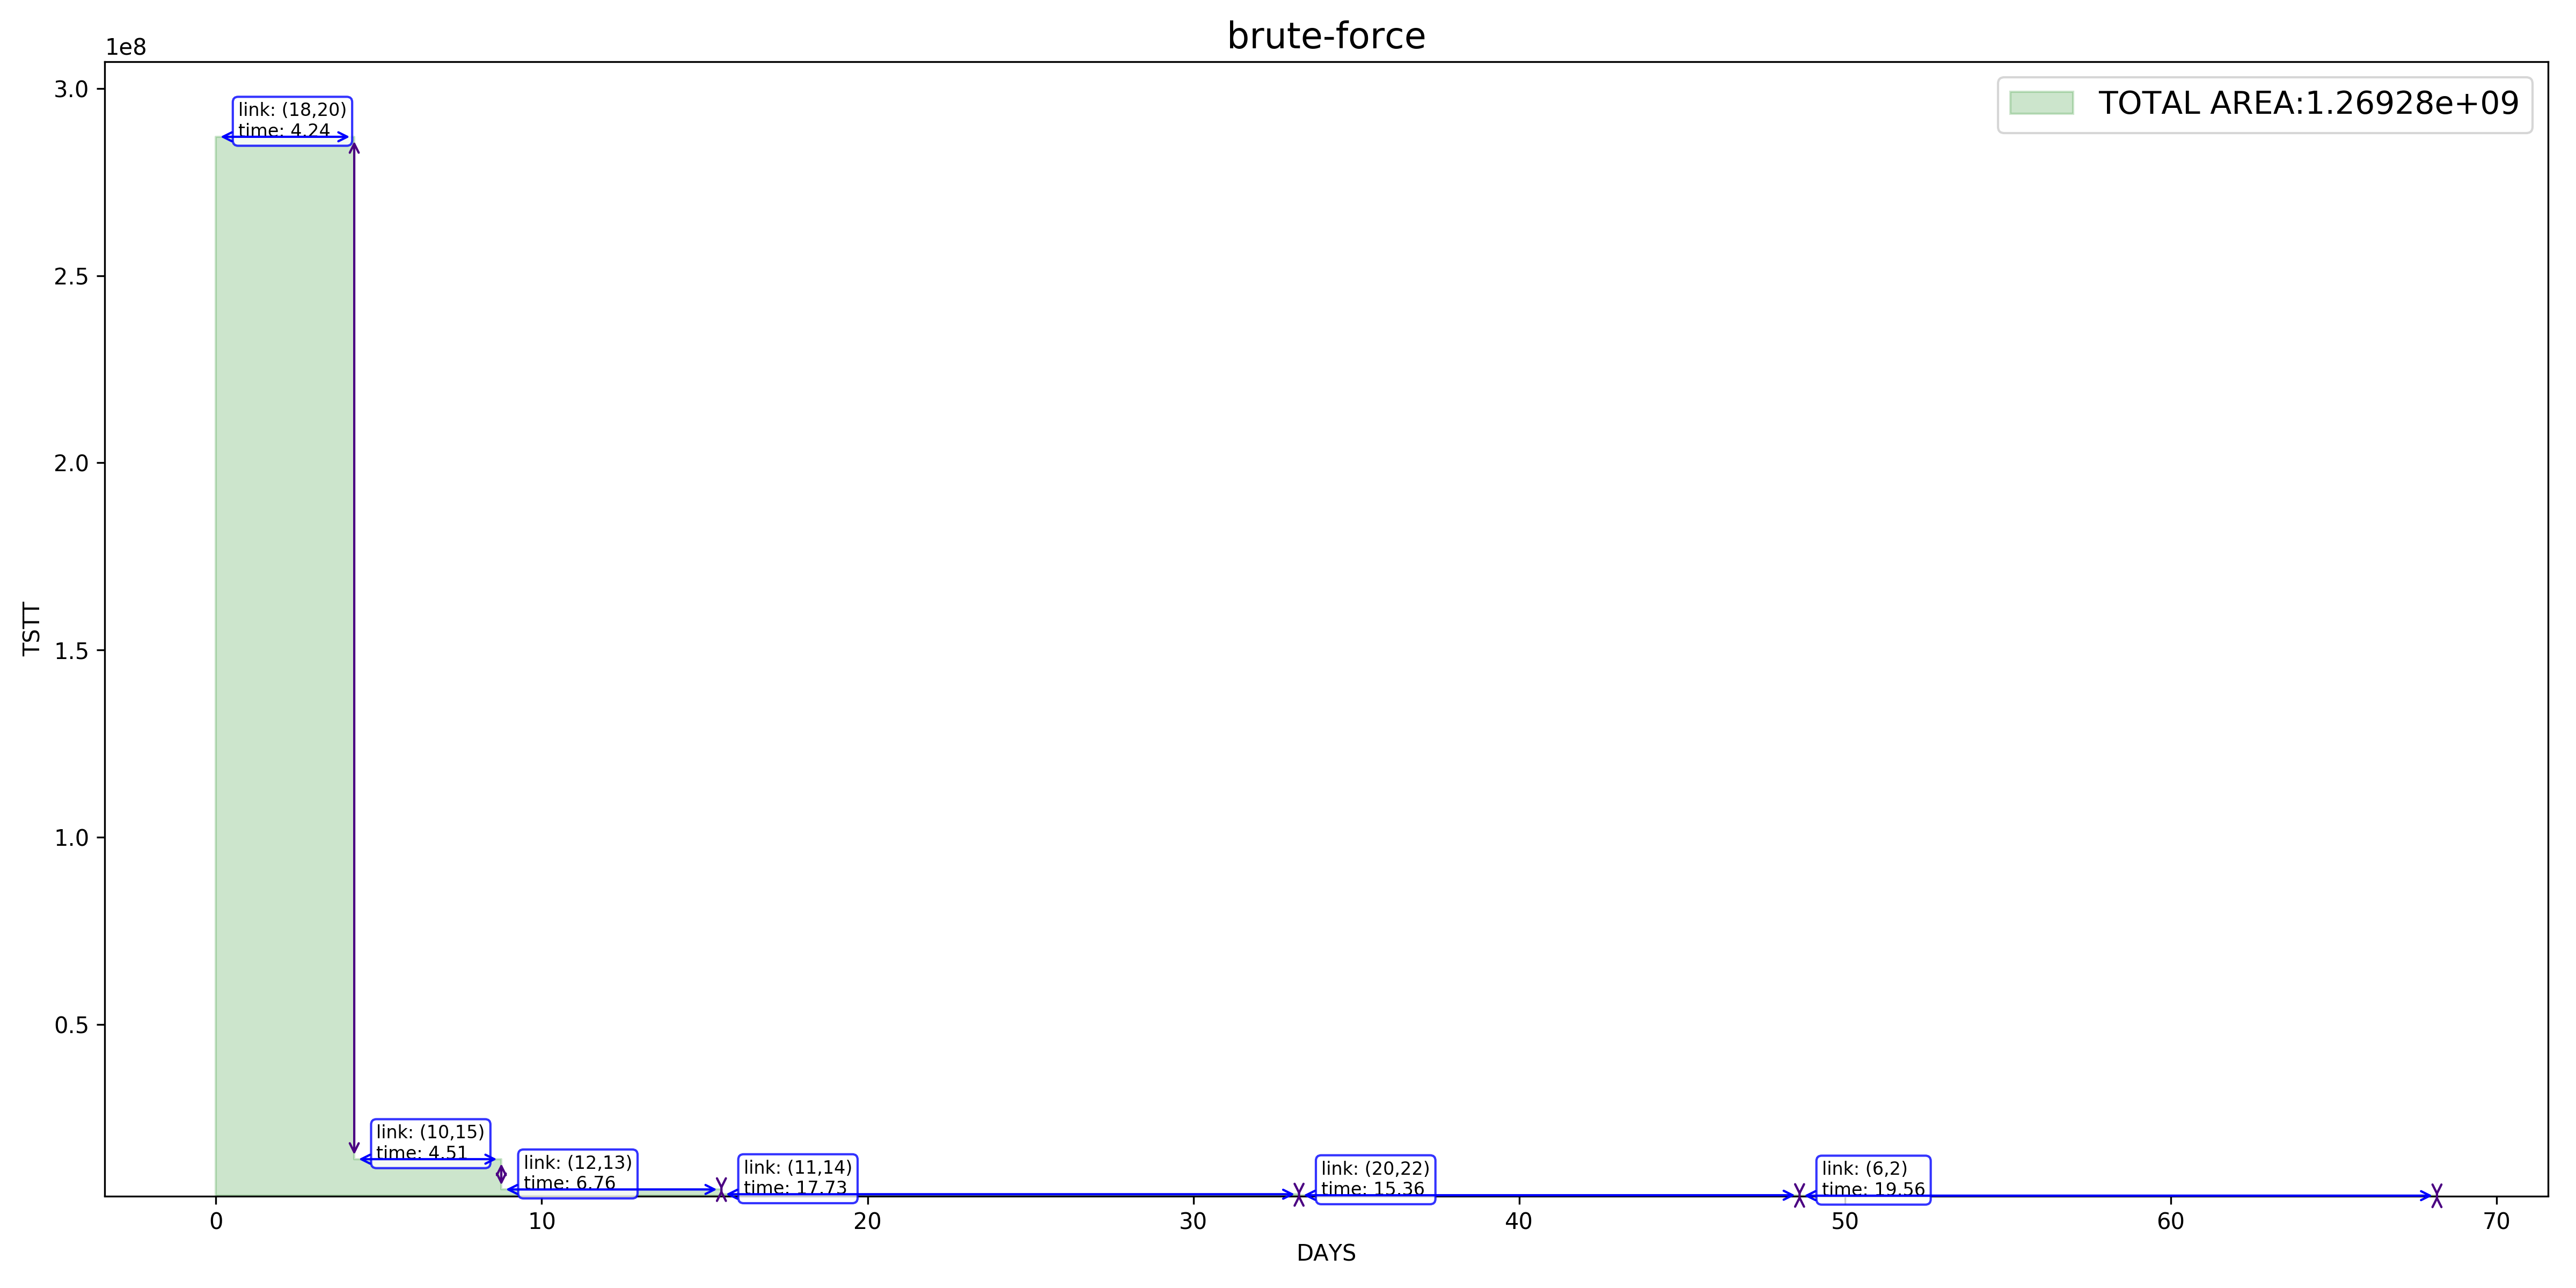 brute-force
1e8
TOTAL AREA:1.26928e+09
3.0
2.5
2.0
1.5
1.0
0.5
TSTT
link: (18,20)
time: 4.24
link: (10,15)
time: 4.51
link: (12,13)
time: 6.76
link: (11,14)
time: 17.73
link: (20,22)
time: 15.36
link: (6,2)
time: 19.56
0 10 20 30 40 50 60 70
DAYS